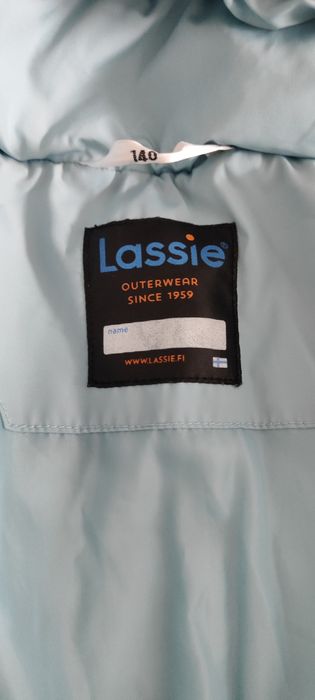 140
Lassie®
OUTERWEAR
SINCE 1959
name
WWW.LASSIE.FI